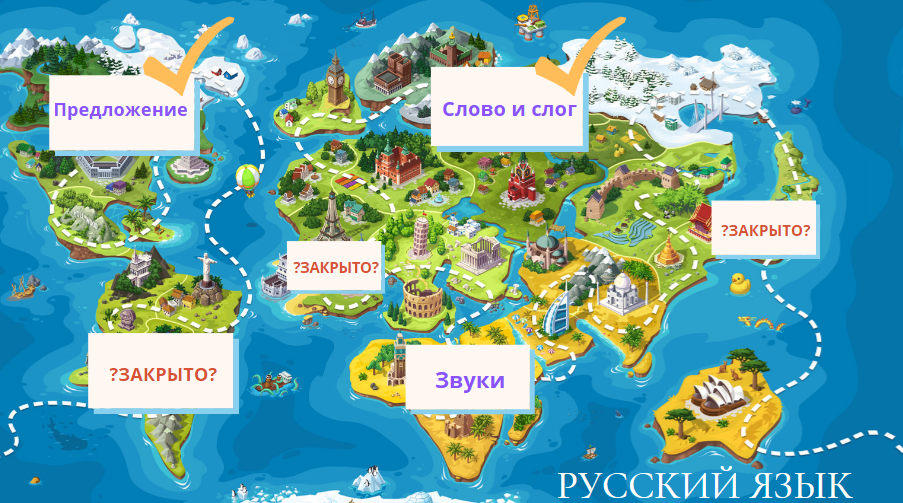 Предложение
Слово и слог
?ЗАКРЫТО?
?ЗАКРЫТО?
?ЗАКРЫТО?
Звуки
РУССКИЙ ЯЗЫК